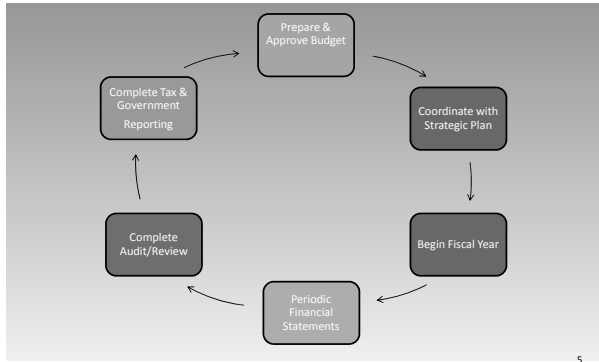 Prepare &
Approve Budget
Coordinate with
Strategic Plan
Begin Fiscal Year
Periodic
Financial
Statements
Complete
Audit/Review
Complete Tax &
Government
Reporting
5